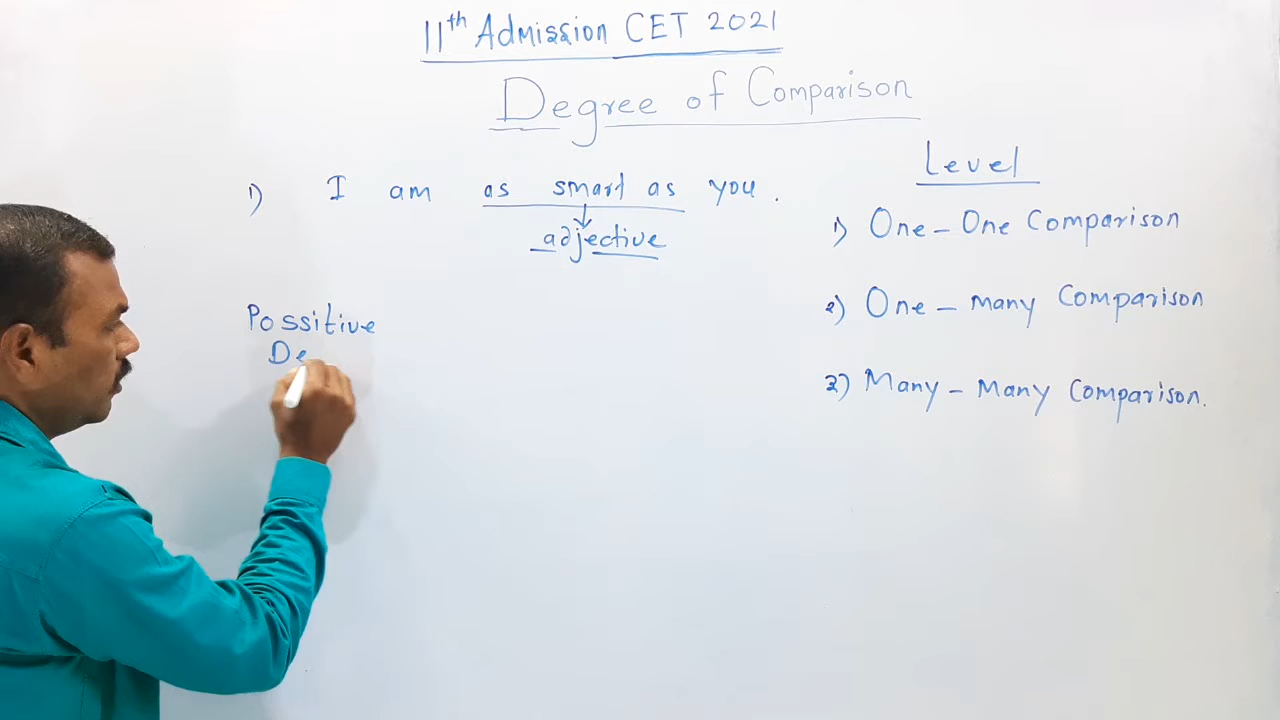 11th Admission CET 2021
Degree of Comparison
1) I am as smart as you.
adjective
Possitive
De
Level
1) One - One Comparison
2) One - Many Comparison
3) Many - Many Comparison.